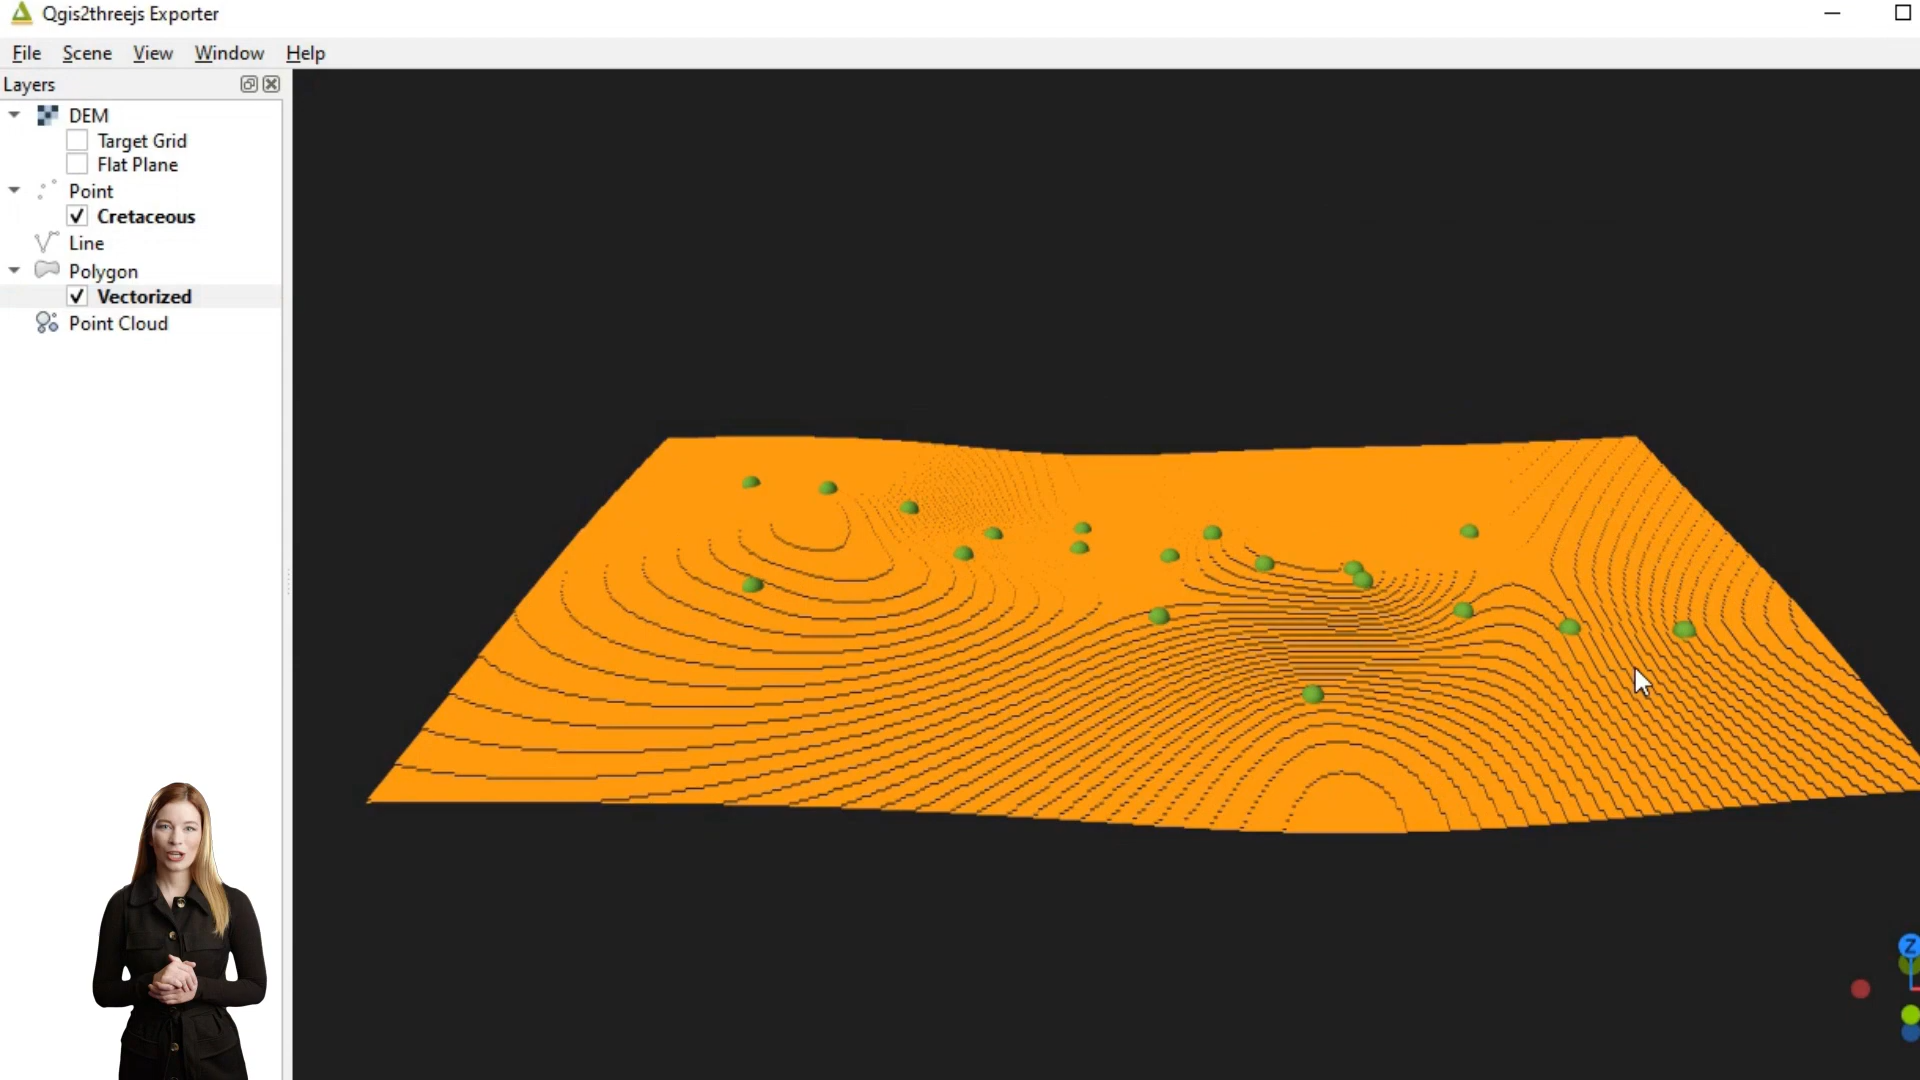 Qgis2threejs Exporter
File Scene View Window Help
Layers
DEM
Target Grid
Flat Plane
Point
Cretaceous
Line
Polygon
Vectorized
Point Cloud
Z